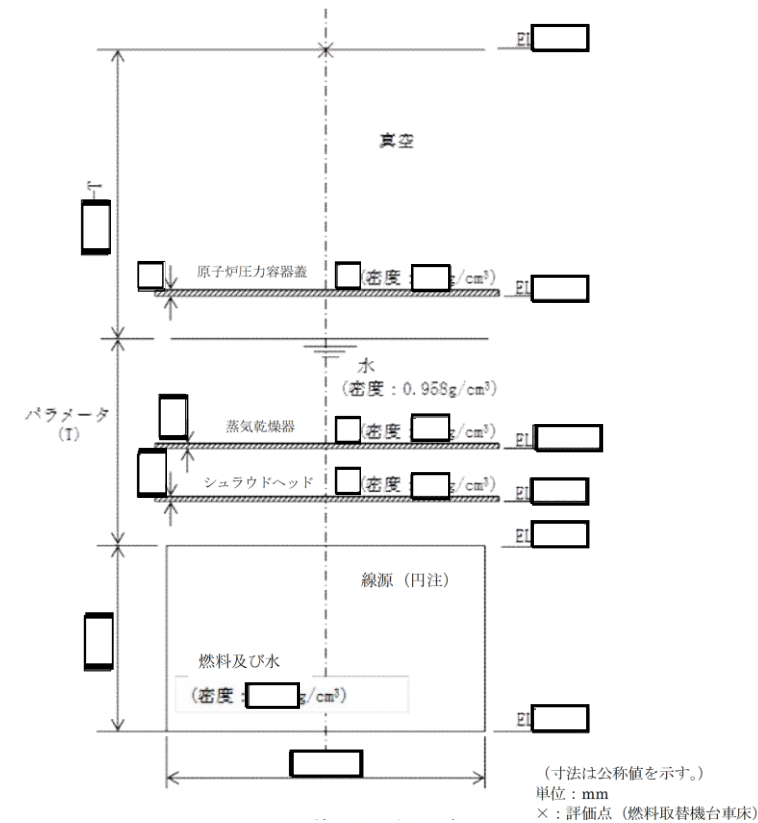 EL
真空
T
原子炉圧力容器蓋
(密度: g/cm³)
EL
水
(密度:0.958g/cm³)
パラメータ
(T)
蒸気乾燥器
(密度 g/cm³)
EL
シュラウドヘッド
(密度 g/cm³)
EL
EL
線源(円注)
燃料及び水
(密度: g/cm³)
EL
(寸法は公称値を示す。)
単位:mm
×:評価点(燃料取替機台車床)